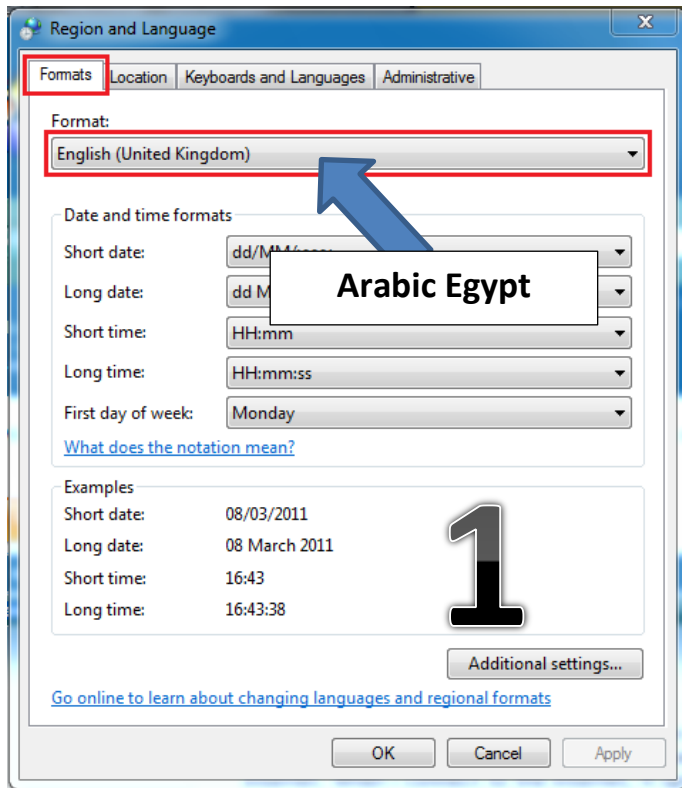 Region and Language
x
Formats Location Keyboards and Languages Administrative
Format:
English (United Kingdom)
Date and time formats
Short date: dd/MM/
Long date: dd M
Arabic Egypt
Short time: HH:mm
Long time: HH:mm:ss
First day of week: Monday
What does the notation mean?
Examples
Short date: 08/03/2011
Long date: 08 March 2011
Short time: 16:43
Long time: 16:43:38
1
Additional settings...
Go online to learn about changing languages and regional formats
OK Cancel Apply